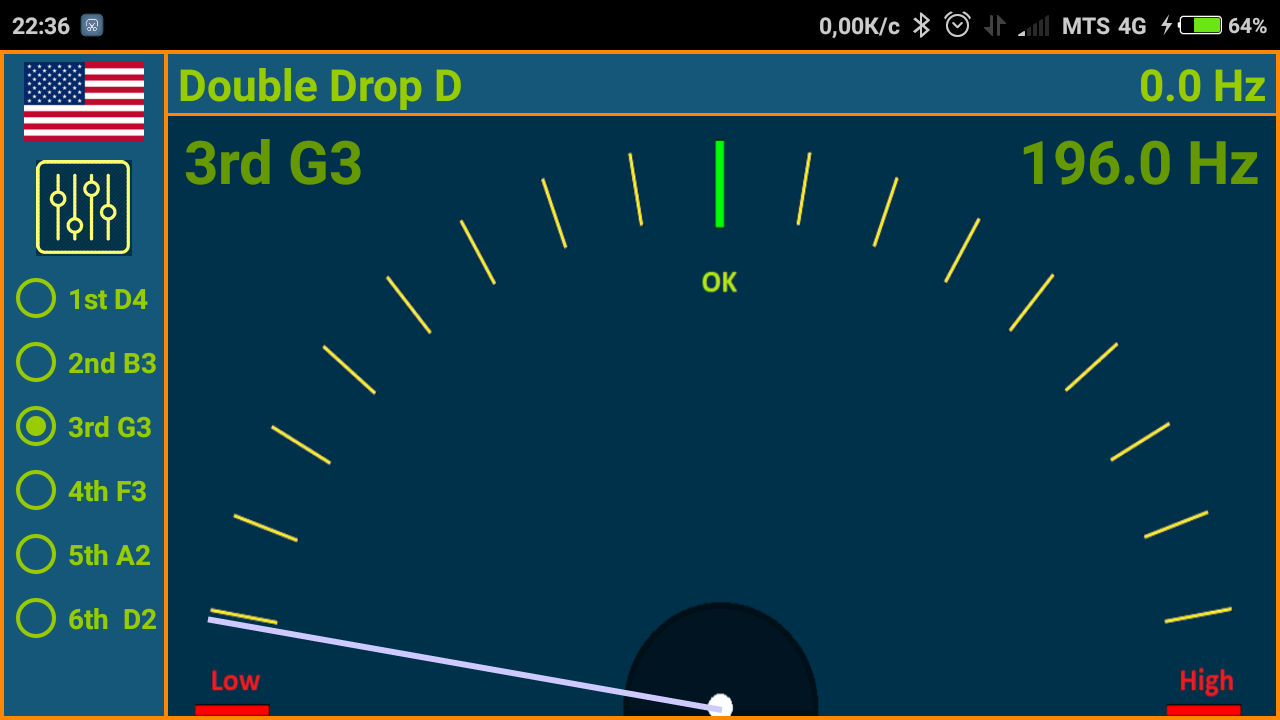 22:36 0,00K/c MTS 4G 64%
Double Drop D 0.0 Hz
3rd G3 196.0 Hz
OK
1st D4
2nd B3
3rd G3
4th F3
5th A2
6th D2
Low High